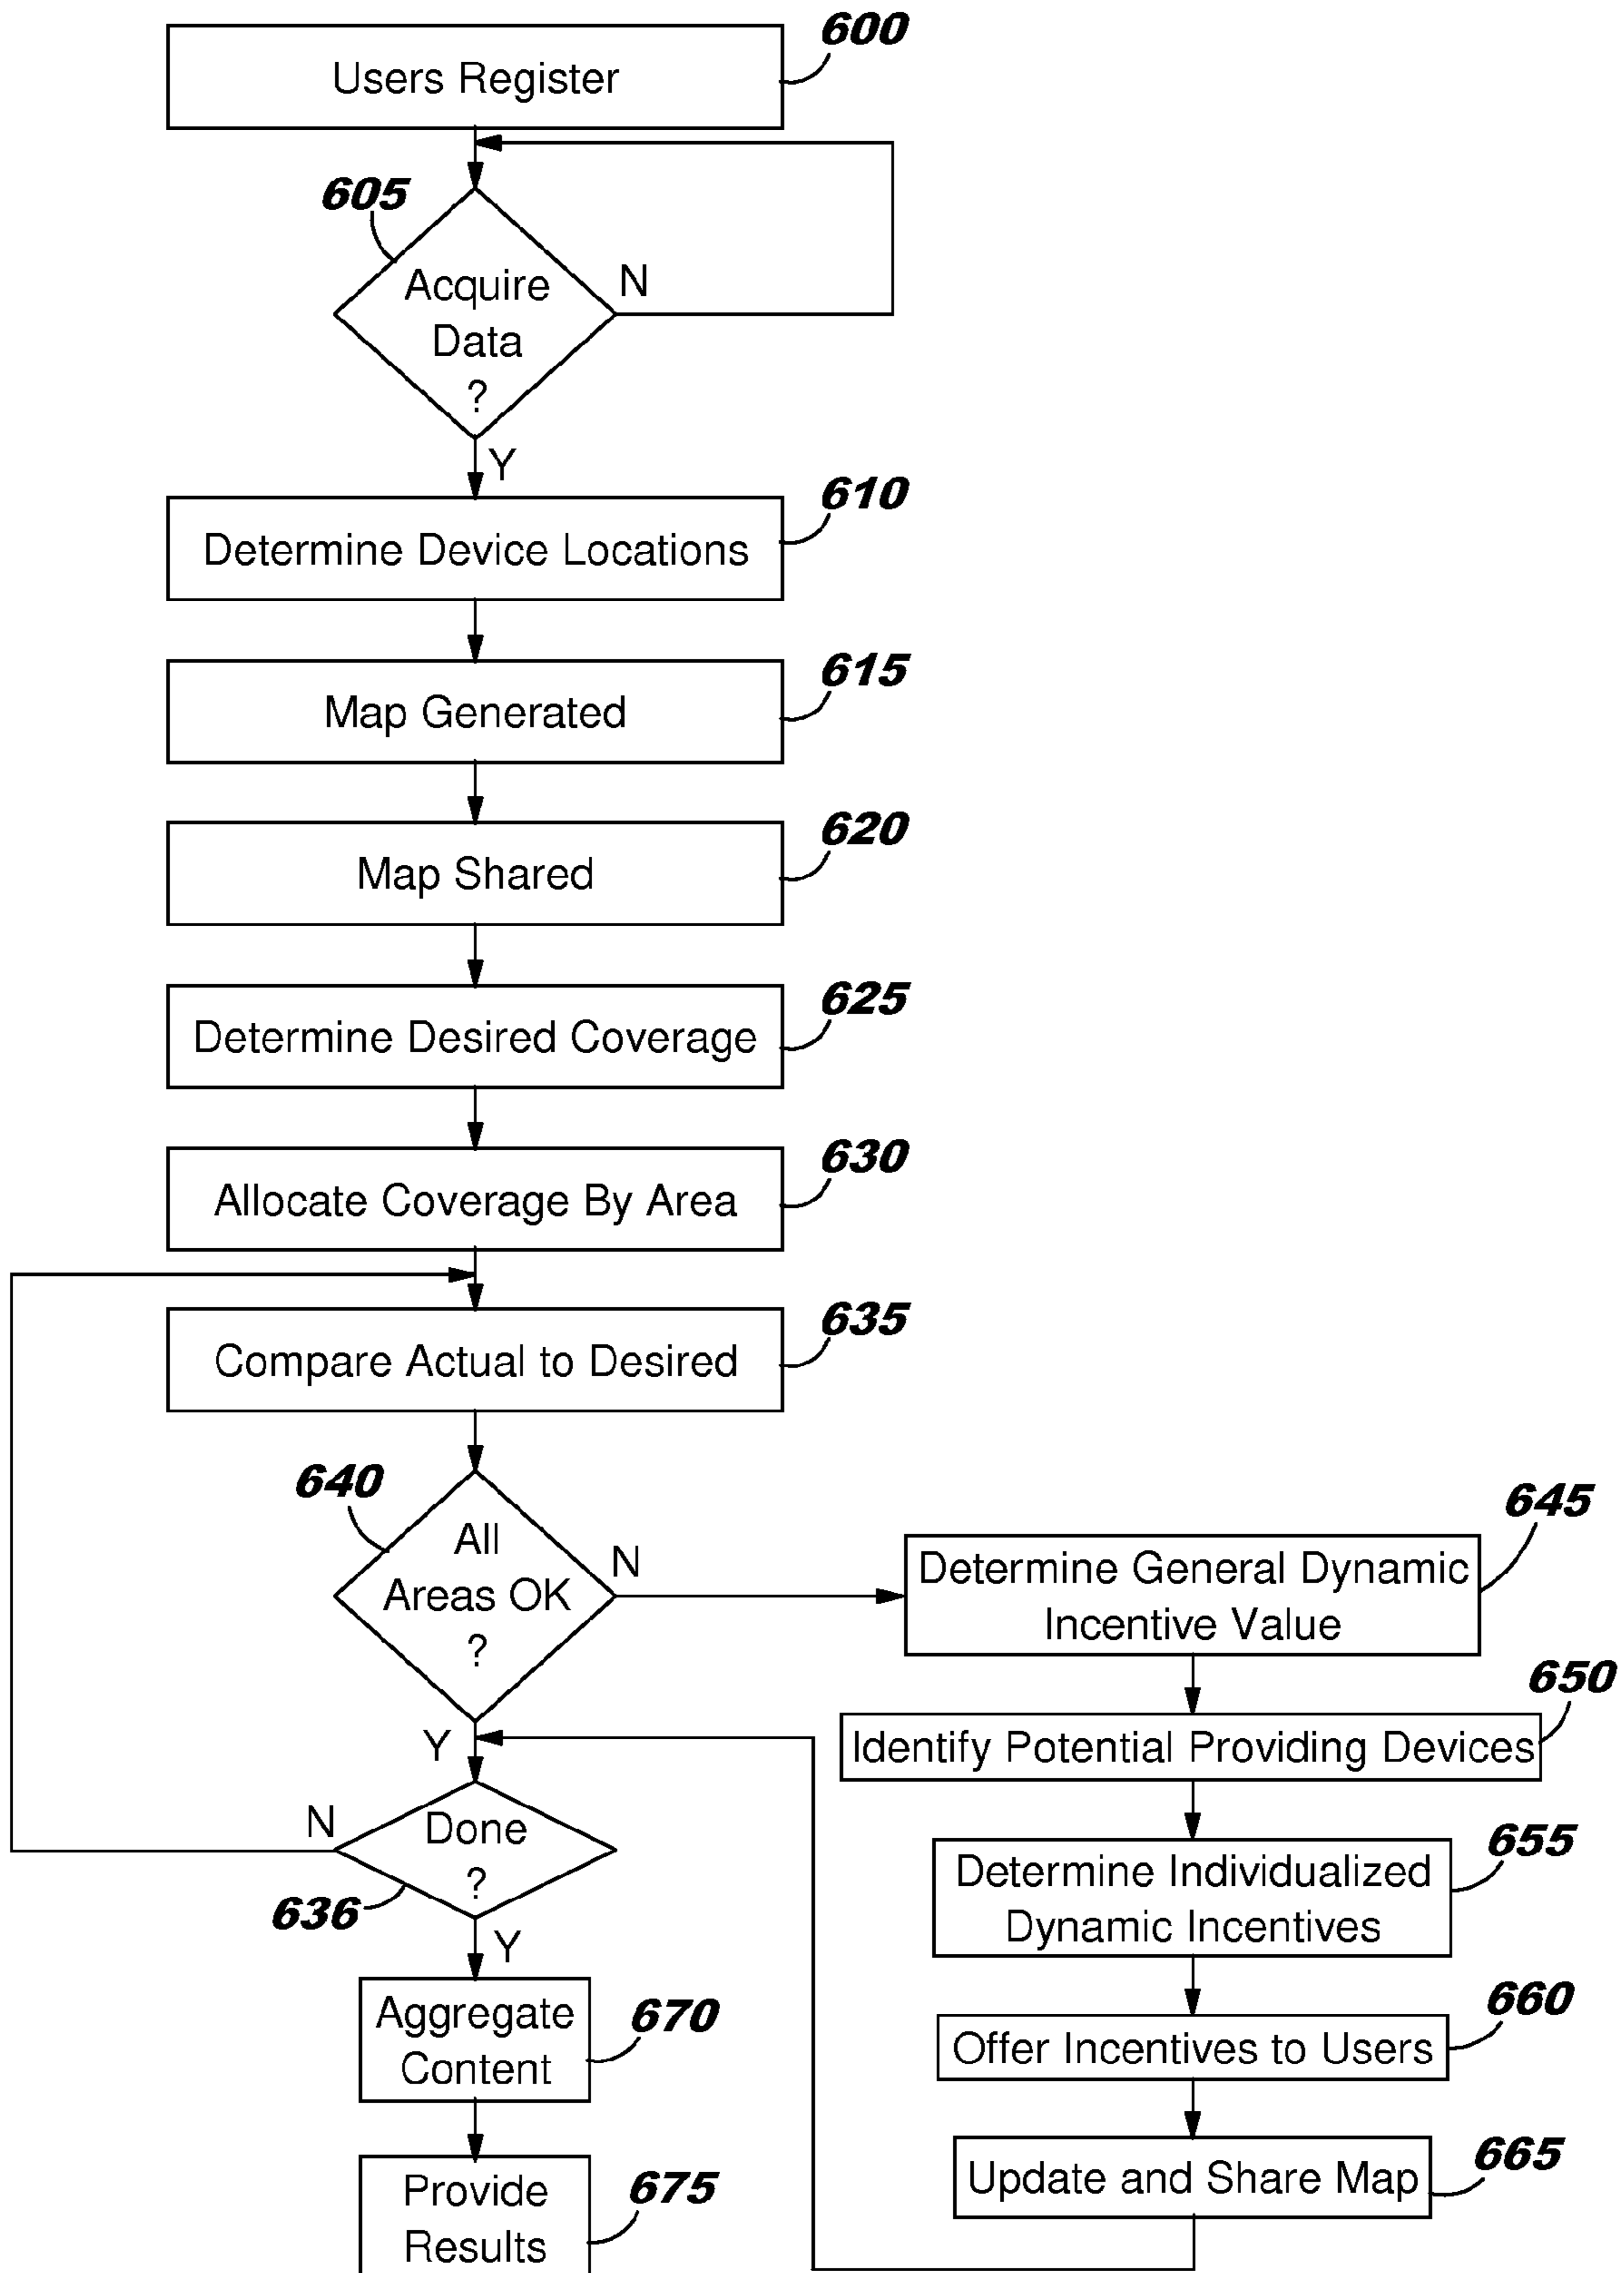 600
Users Register
605
Acquire
Data
?
N
Y
610
Determine Device Locations
615
Map Generated
620
Map Shared
625
Determine Desired Coverage
630
Allocate Coverage By Area
635
Compare Actual to Desired
640
All
Areas OK
?
N
Y
645
Determine General Dynamic
Incentive Value
650
Identify Potential Providing Devices
655
Determine Individualized
Dynamic Incentives
660
Offer Incentives to Users
665
Update and Share Map
N
Done
?
636
Y
Aggregate
Content
670
Provide
Results
675